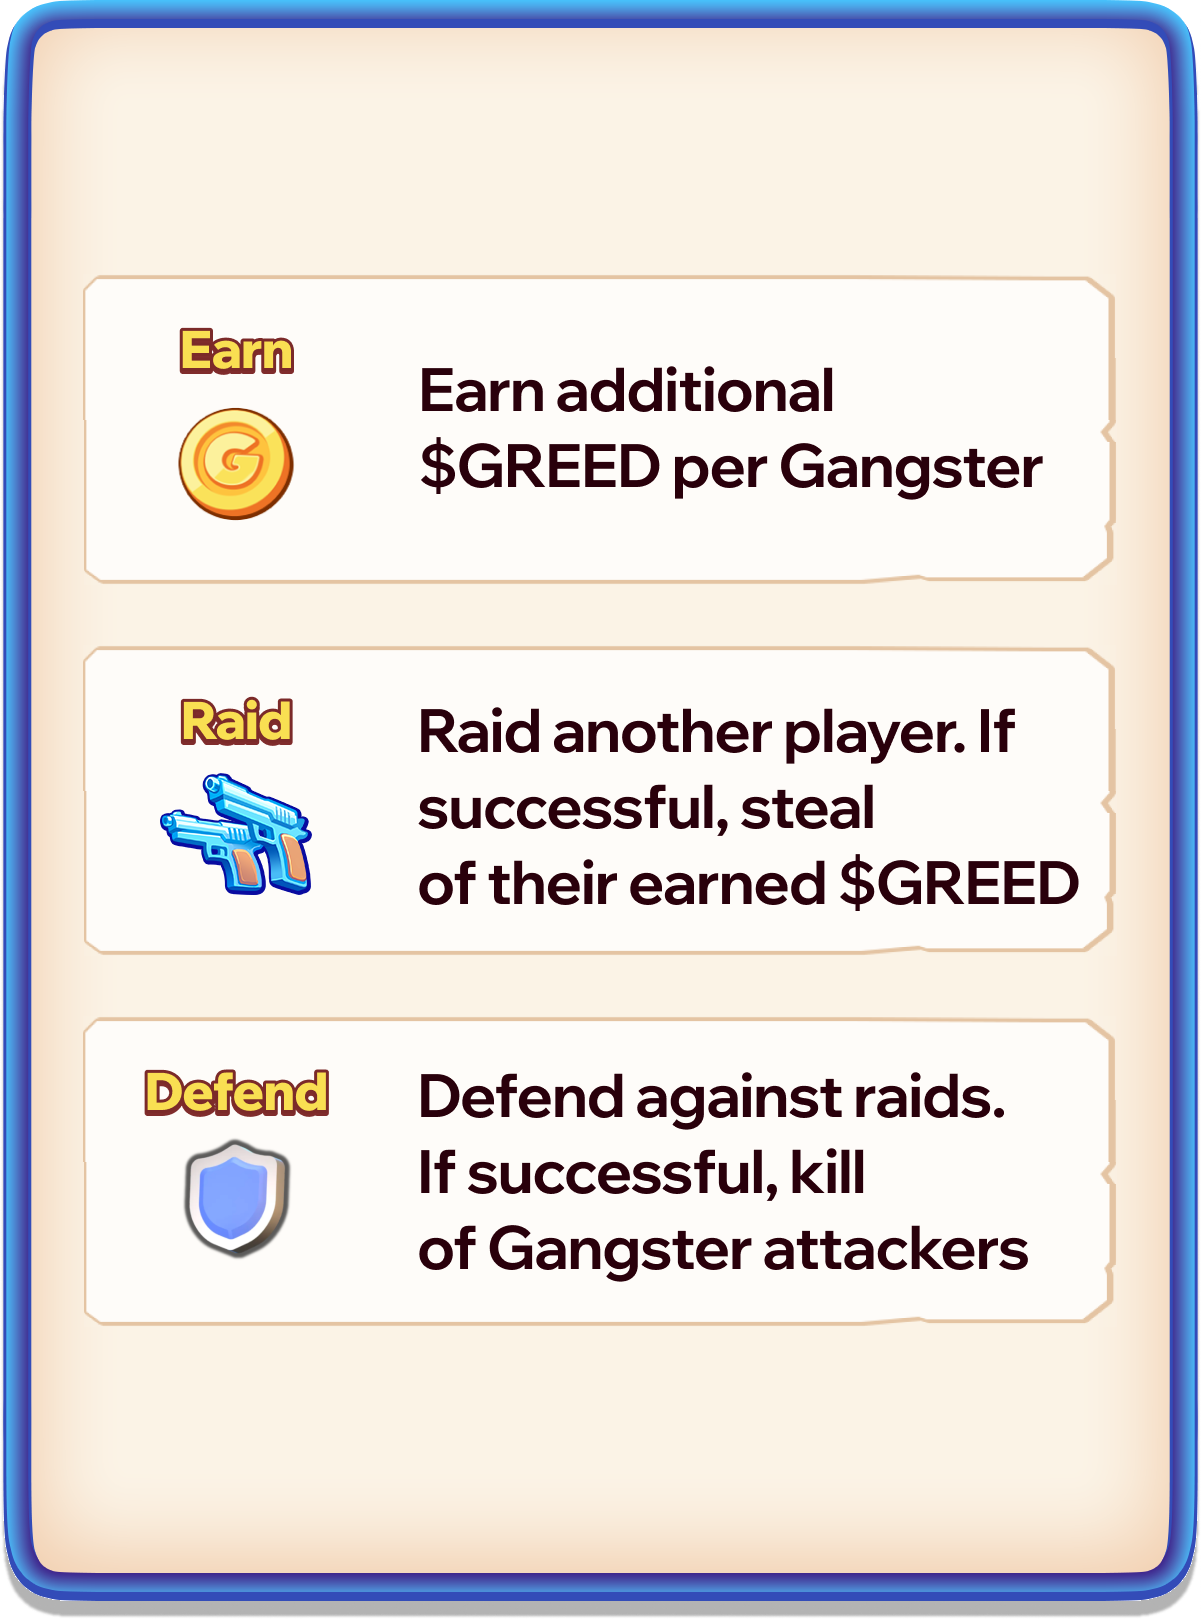 Earn
G
Earn additional
$GREED per Gangster
Raid
Raid another player. If
successful, steal
of their earned $GREED
Defend
Defend against raids.
If successful, kill
of Gangster attackers